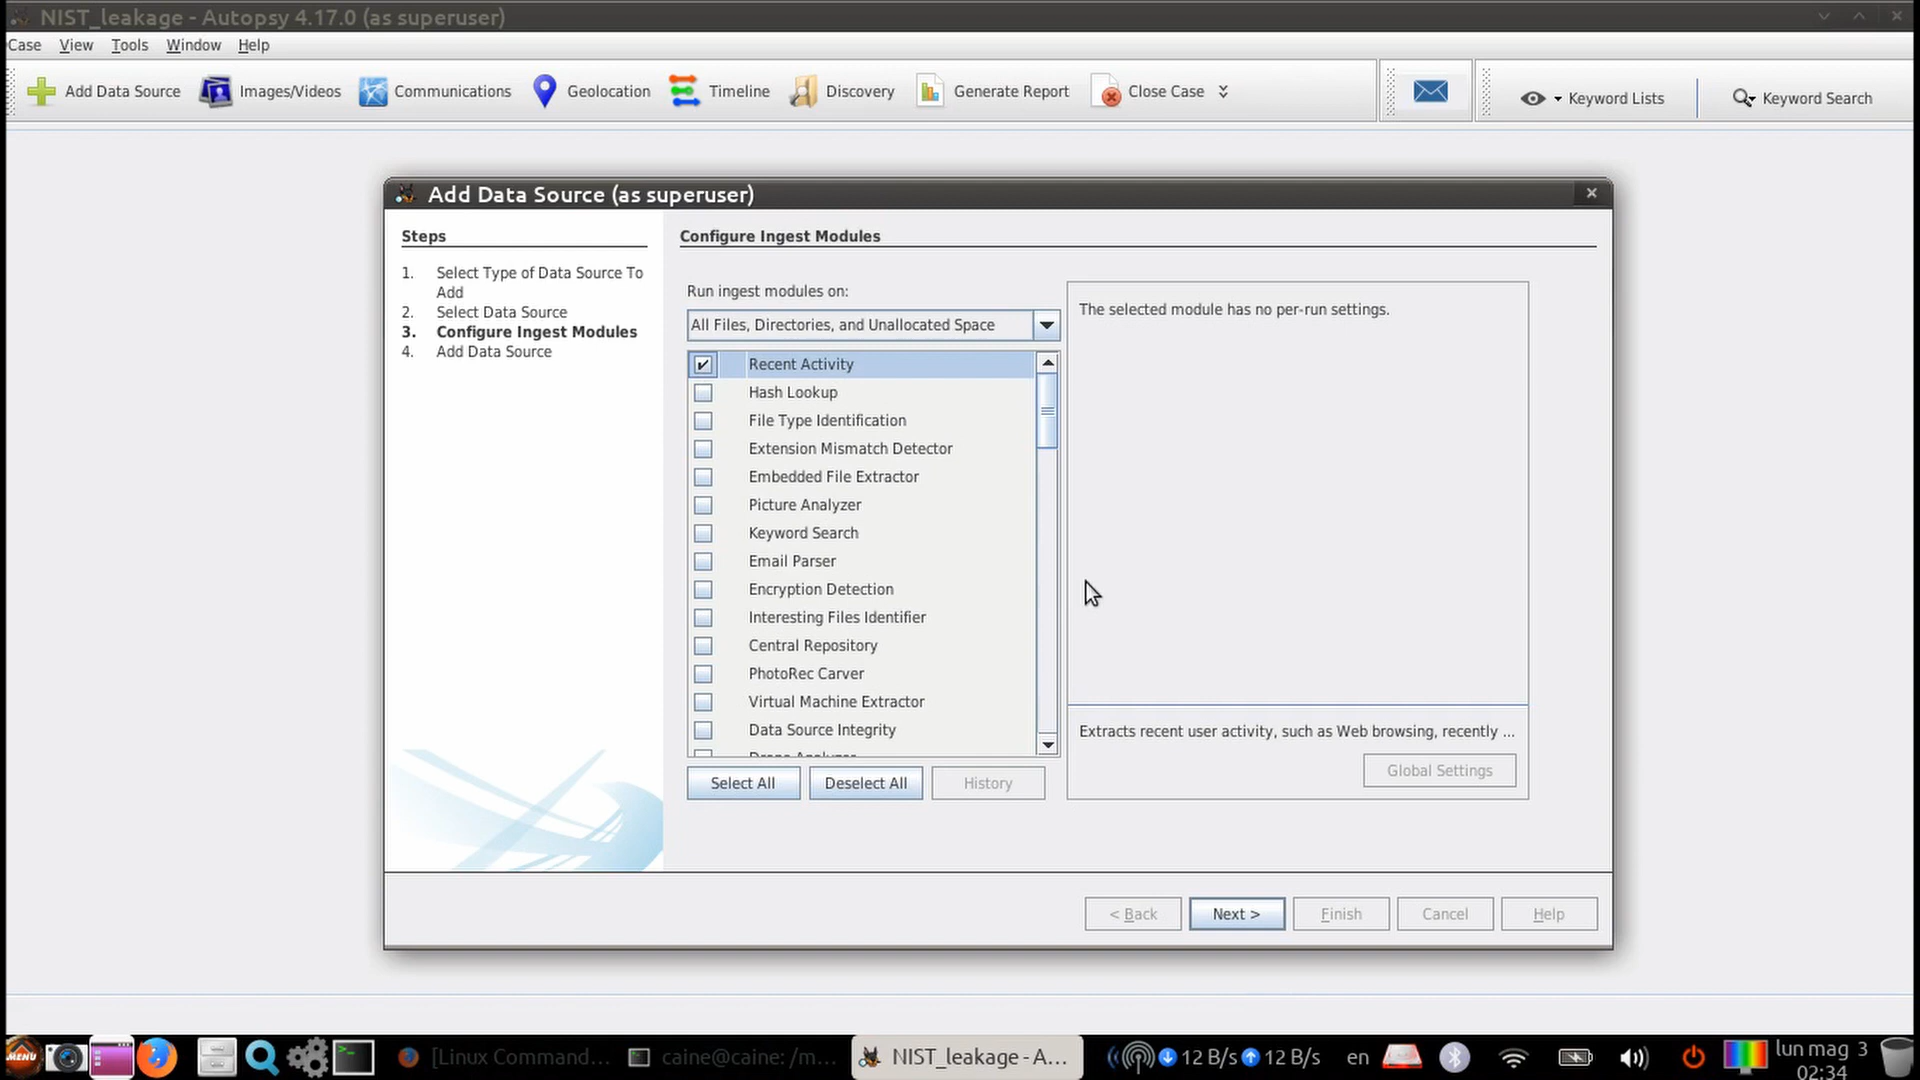 NIST_leakage - Autopsy 4.17.0 (as superuser)
Case View Tools Window Help
Add Data Source Images/Videos Communications Geolocation Timeline Discovery Generate Report Close Case Keyword Lists Keyword Search
Add Data Source (as superuser)
Steps
1. Select Type of Data Source To
Add
2. Select Data Source
3. Configure Ingest Modules
4. Add Data Source
Configure Ingest Modules
Run ingest modules on:
All Files, Directories, and Unallocated Space
Recent Activity
Hash Lookup
File Type Identification
Extension Mismatch Detector
Embedded File Extractor
Picture Analyzer
Keyword Search
Email Parser
Encryption Detection
Interesting Files Identifier
Central Repository
PhotoRec Carver
Virtual Machine Extractor
Data Source Integrity
Select All Deselect All History
The selected module has no per-run settings.
Extracts recent user activity, such as Web browsing, recently ...
Global Settings
< Back Next > Finish Cancel Help
MENU [Linux Command... caine@caine: /m... NIST_leakage - A... 12 B/s 12 B/s en lun mag 3
02:34